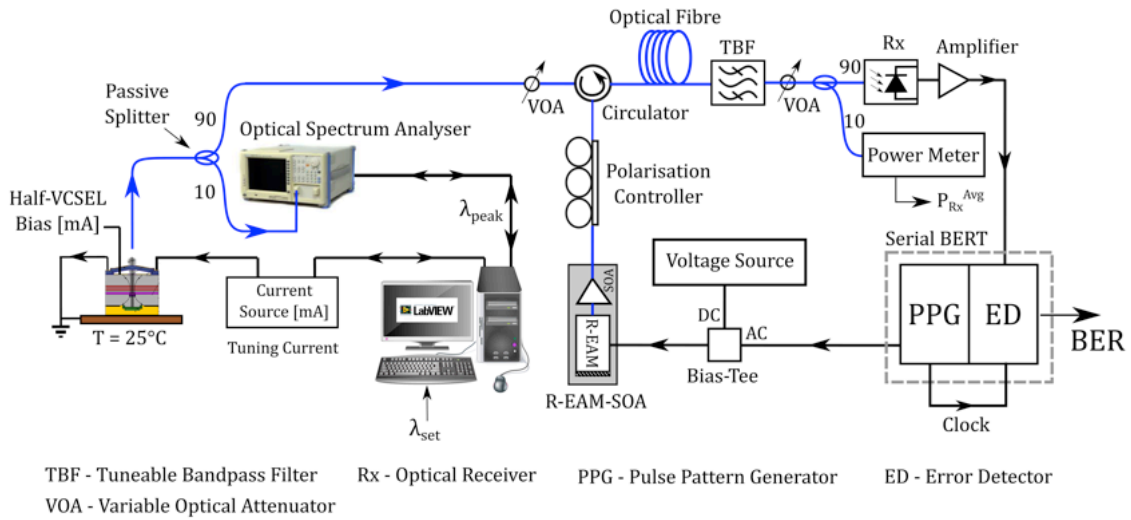 Optical Fibre
TBF
Rx
Amplifier
90
VOA
Circulator
VOA
10
Power Meter
P_Rx^Avg
Passive
Splitter
90
10
Optical Spectrum Analyser
λpeak
Polarisation
Controller
Half-VCSEL
Bias [mA]
T = 25°C
Current
Source [mA]
Tuning Current
LabVIEW
λset
SOA
R-EAM
R-EAM-SOA
Voltage Source
DC
AC
Bias-Tee
Serial BERT
PPG
ED
BER
Clock
TBF - Tuneable Bandpass Filter
Rx - Optical Receiver
PPG - Pulse Pattern Generator
ED - Error Detector
VOA - Variable Optical Attenuator